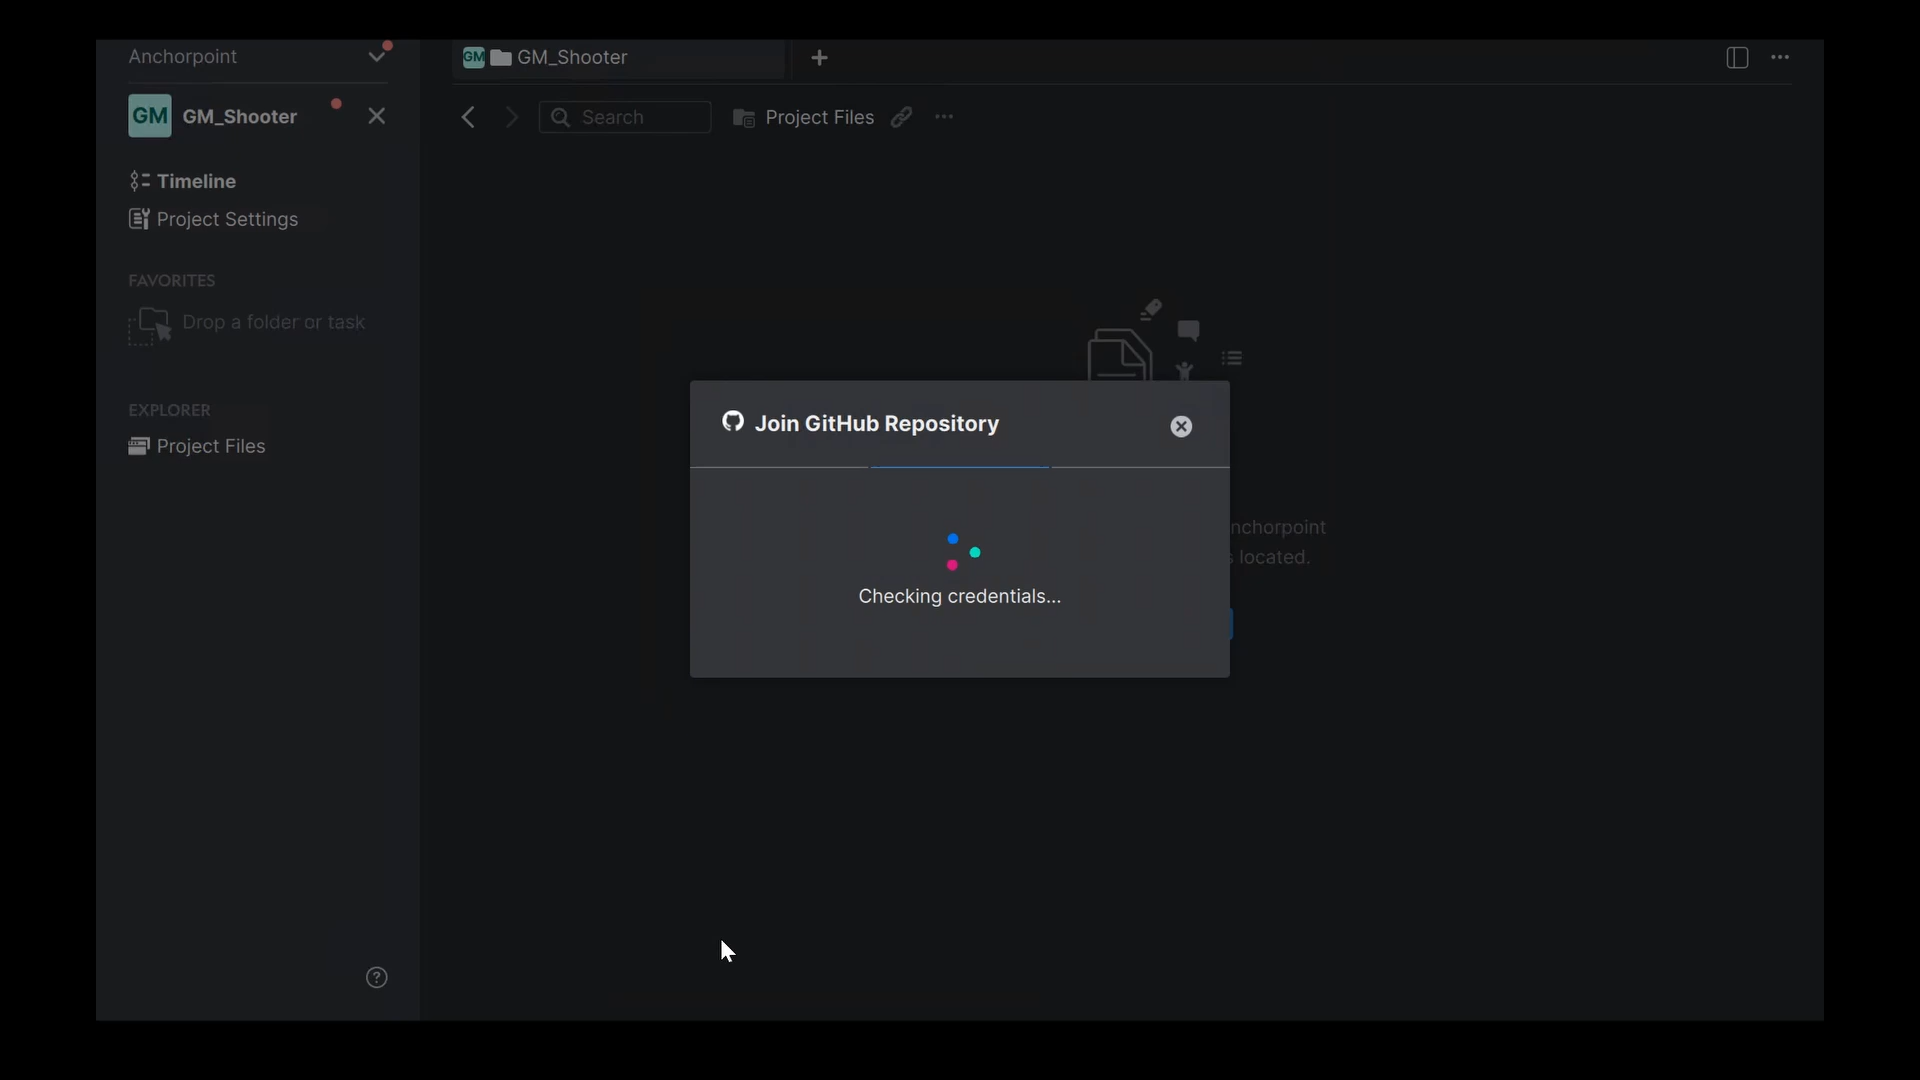 Anchorpoint
GM GM_Shooter
GM GM_Shooter
Search
Project Files
Timeline
Project Settings
FAVORITES
Drop a folder or task
EXPLORER
Project Files
Join GitHub Repository
Checking credentials...
nchorpoint
located.